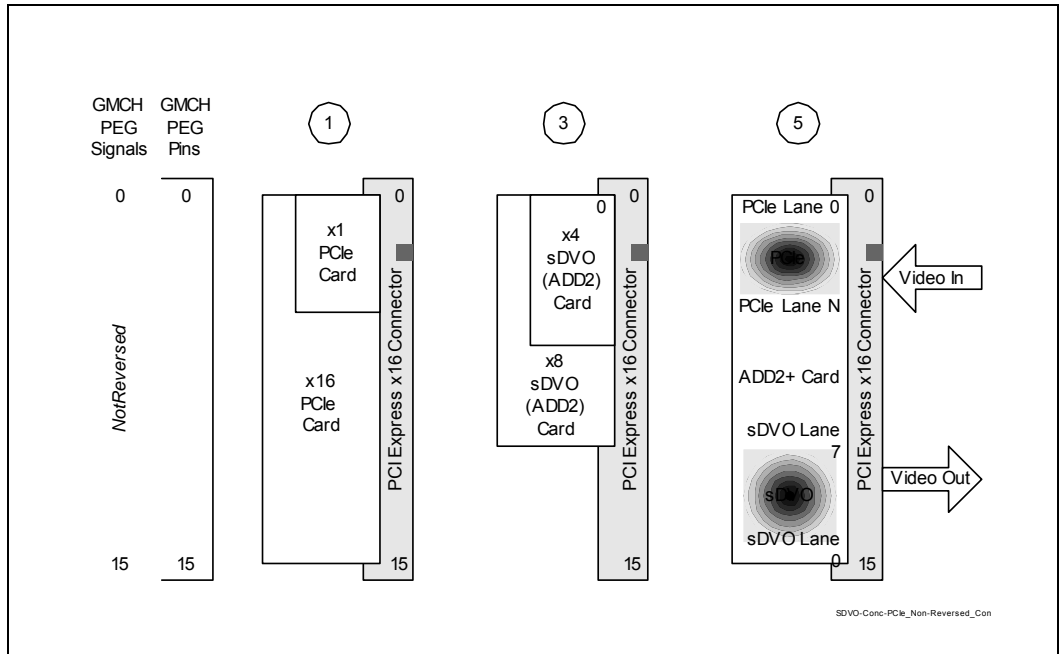 GMCH
PEG
Signals
GMCH
PEG
Pins
1
3
5
0
0
NotReversed
15
15
x1
PCIe
Card
x16
PCIe
Card
0
PCI Express x16 Connector
15
0
x4
sDVO
(ADD2)
Card
x8
sDVO
(ADD2)
Card
0
PCI Express x16 Connector
15
PCIe Lane 0
PCIe
PCIe Lane N
ADD2+ Card
sDVO Lane
7
sDVO
sDVO Lane
0
0
PCI Express x16 Connector
15
Video In
Video Out
SDVO-Conc-PCIe_Non-Reversed_Con